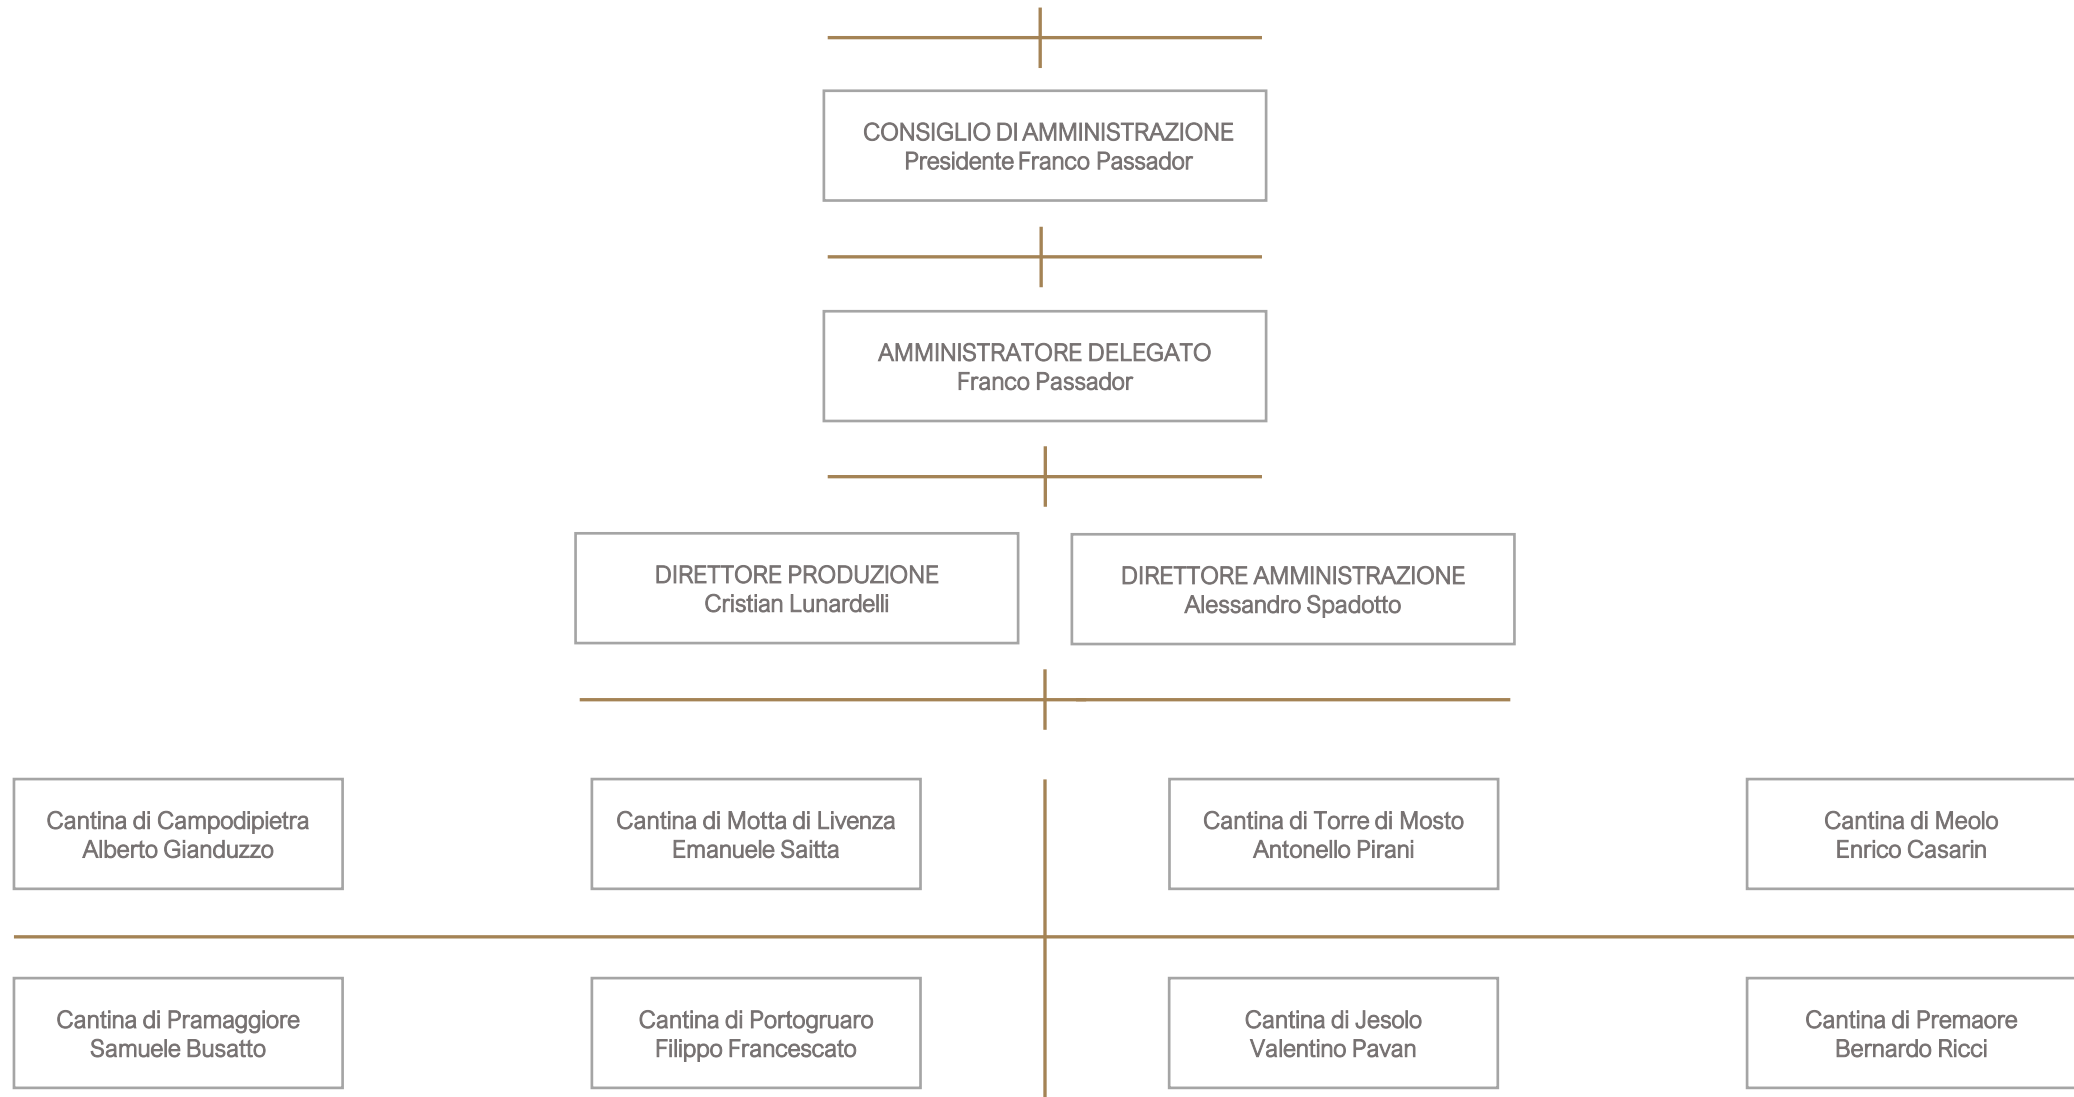 CONSIGLIO DI AMMINISTRAZIONE
Presidente Franco Passador
AMMINISTRATORE DELEGATO
Franco Passador
DIRETTORE PRODUZIONE
Cristian Lunardelli
DIRETTORE AMMINISTRAZIONE
Alessandro Spadotto
Cantina di Campodipietra
Alberto Gianduzzo
Cantina di Motta di Livenza
Emanuele Saitta
Cantina di Torre di Mosto
Antonello Pirani
Cantina di Meolo
Enrico Casarin
Cantina di Pramaggiore
Samuele Busatto
Cantina di Portogruaro
Filippo Francescato
Cantina di Jesolo
Valentino Pavan
Cantina di Premaore
Bernardo Ricci